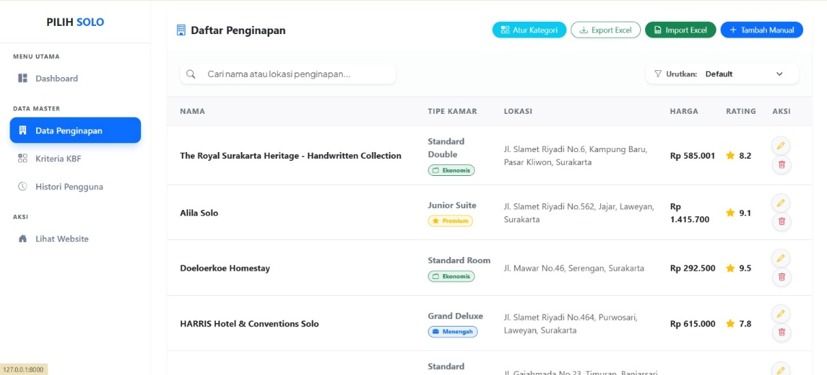 PILIH SOLO
MENU UTAMA
Dashboard
DATA MASTER
Data Penginapan
Kriteria KBF
Histori Pengguna
AKSI
Lihat Website
Daftar Penginapan
Atur Kategori
Export Excel
Import Excel
+ Tambah Manual
Cari nama atau lokasi penginapan...
Urutkan: Default
NAMA TIPE KAMAR LOKASI HARGA RATING AKSI
The Royal Surakarta Heritage - Handwritten Collection
Standard
Double
Ekonomis
Jl. Slamet Riyadi No.6, Kampung Baru,
Pasar Kliwon, Surakarta
Rp 585.001
8.2
Alila Solo
Junior Suite
Premium
Jl. Slamet Riyadi No.562, Jajar, Laweyan,
Surakarta
Rp
1.415.700
9.1
Doeloerkoe Homestay
Standard Room
Ekonomis
Jl. Mawar No.46, Serengan, Surakarta
Rp 292.500
9.5
HARRIS Hotel & Conventions Solo
Grand Deluxe
Menengah
Jl. Slamet Riyadi No.464, Purwosari,
Laweyan, Surakarta
Rp 615.000
7.8
Standard
Jl. Gajahmada No.23, Timuran, Banjarsari
127.0.0.1:8000